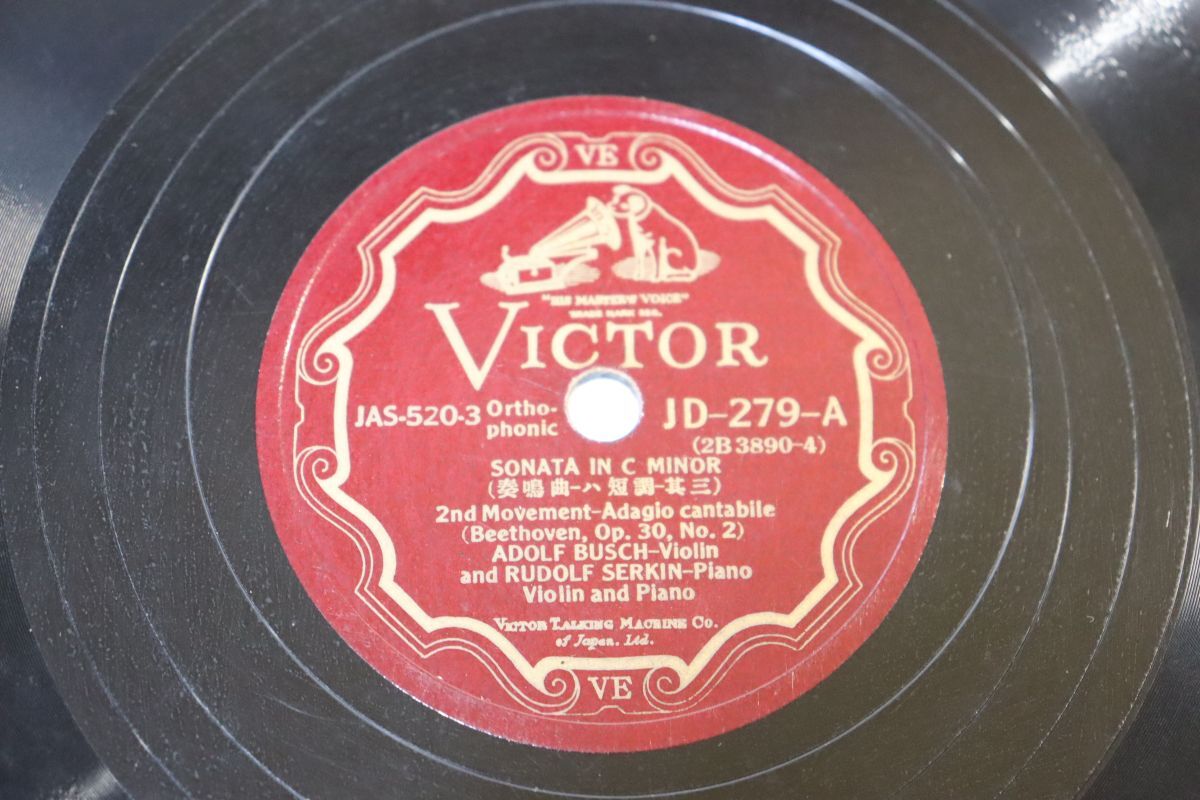 VE
"HIS MASTER'S VOICE"
TRADE MARK REG.
VICTOR
JAS-520-3 Ortho-phonic JD-279-A
(2B3890-4)
SONATA IN C MINOR
(奏鳴曲-ハ短調-其三)
2nd Movement-Adagio cantabile
(Beethoven, Op. 30, No. 2)
ADOLF BUSCH-Violin
and RUDOLF SERKIN-Piano
Violin and Piano
VICTOR TALKING MACHINE CO.
of Japan, Ltd.
VE